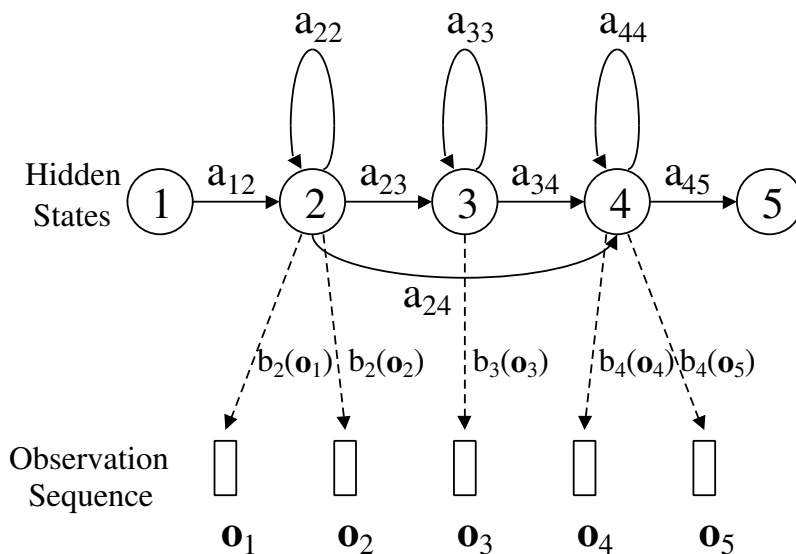 a₂₂ a₃₃ a₄₄
Hidden
States
a₁₂ a₂₃ a₃₄ a₄₅
1 2 3 4 5
a₂₄
b₂(o₁) b₂(o₂) b₃(o₃) b₄(o₄) b₄(o₅)
Observation
Sequence
o₁ o₂ o₃ o₄ o₅